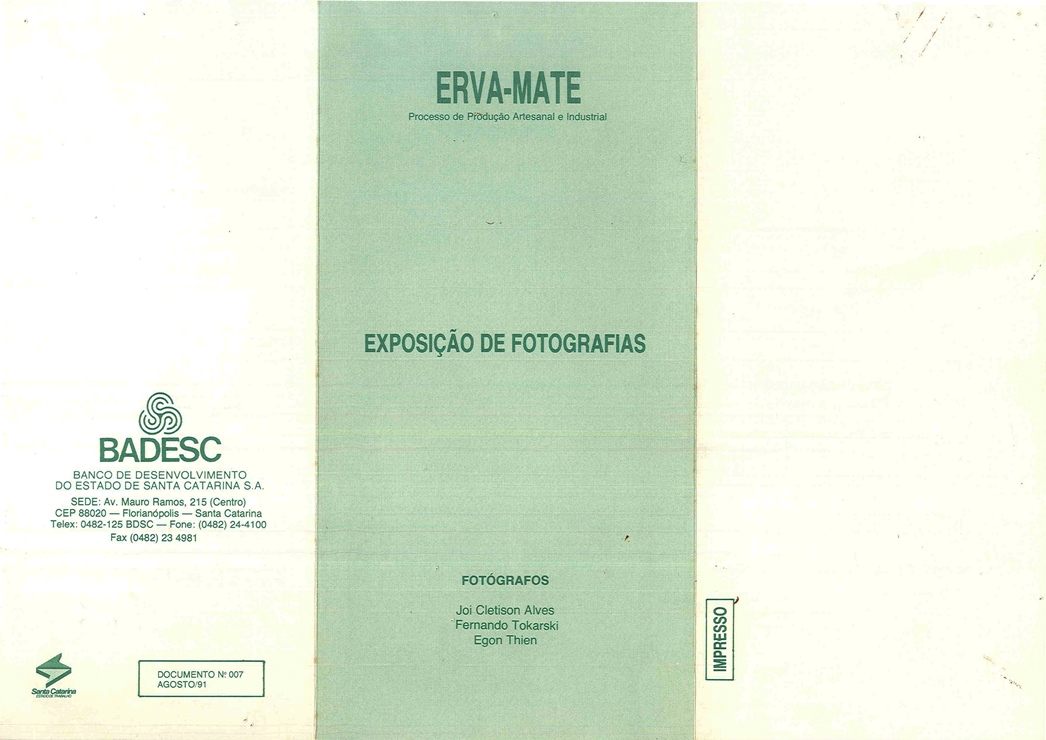 BADESC
BANCO DE DESENVOLVIMENTO
DO ESTADO DE SANTA CATARINA S.A.
SEDE: Av. Mauro Ramos, 215 (Centro)
CEP 88020 — Florianópolis — Santa Catarina
Telex: 0482-125 BDSC — Fone: (0482) 24-4100
Fax (0482) 23 4981
Santa Catarina
ESTADO DE TRABALHO
DOCUMENTO Nº 007
AGOSTO/91
ERVA-MATE
Processo de Produção Artesanal e Industrial
EXPOSIÇÃO DE FOTOGRAFIAS
FOTÓGRAFOS
Joi Cletison Alves
Fernando Tokarski
Egon Thien
IMPRESSO